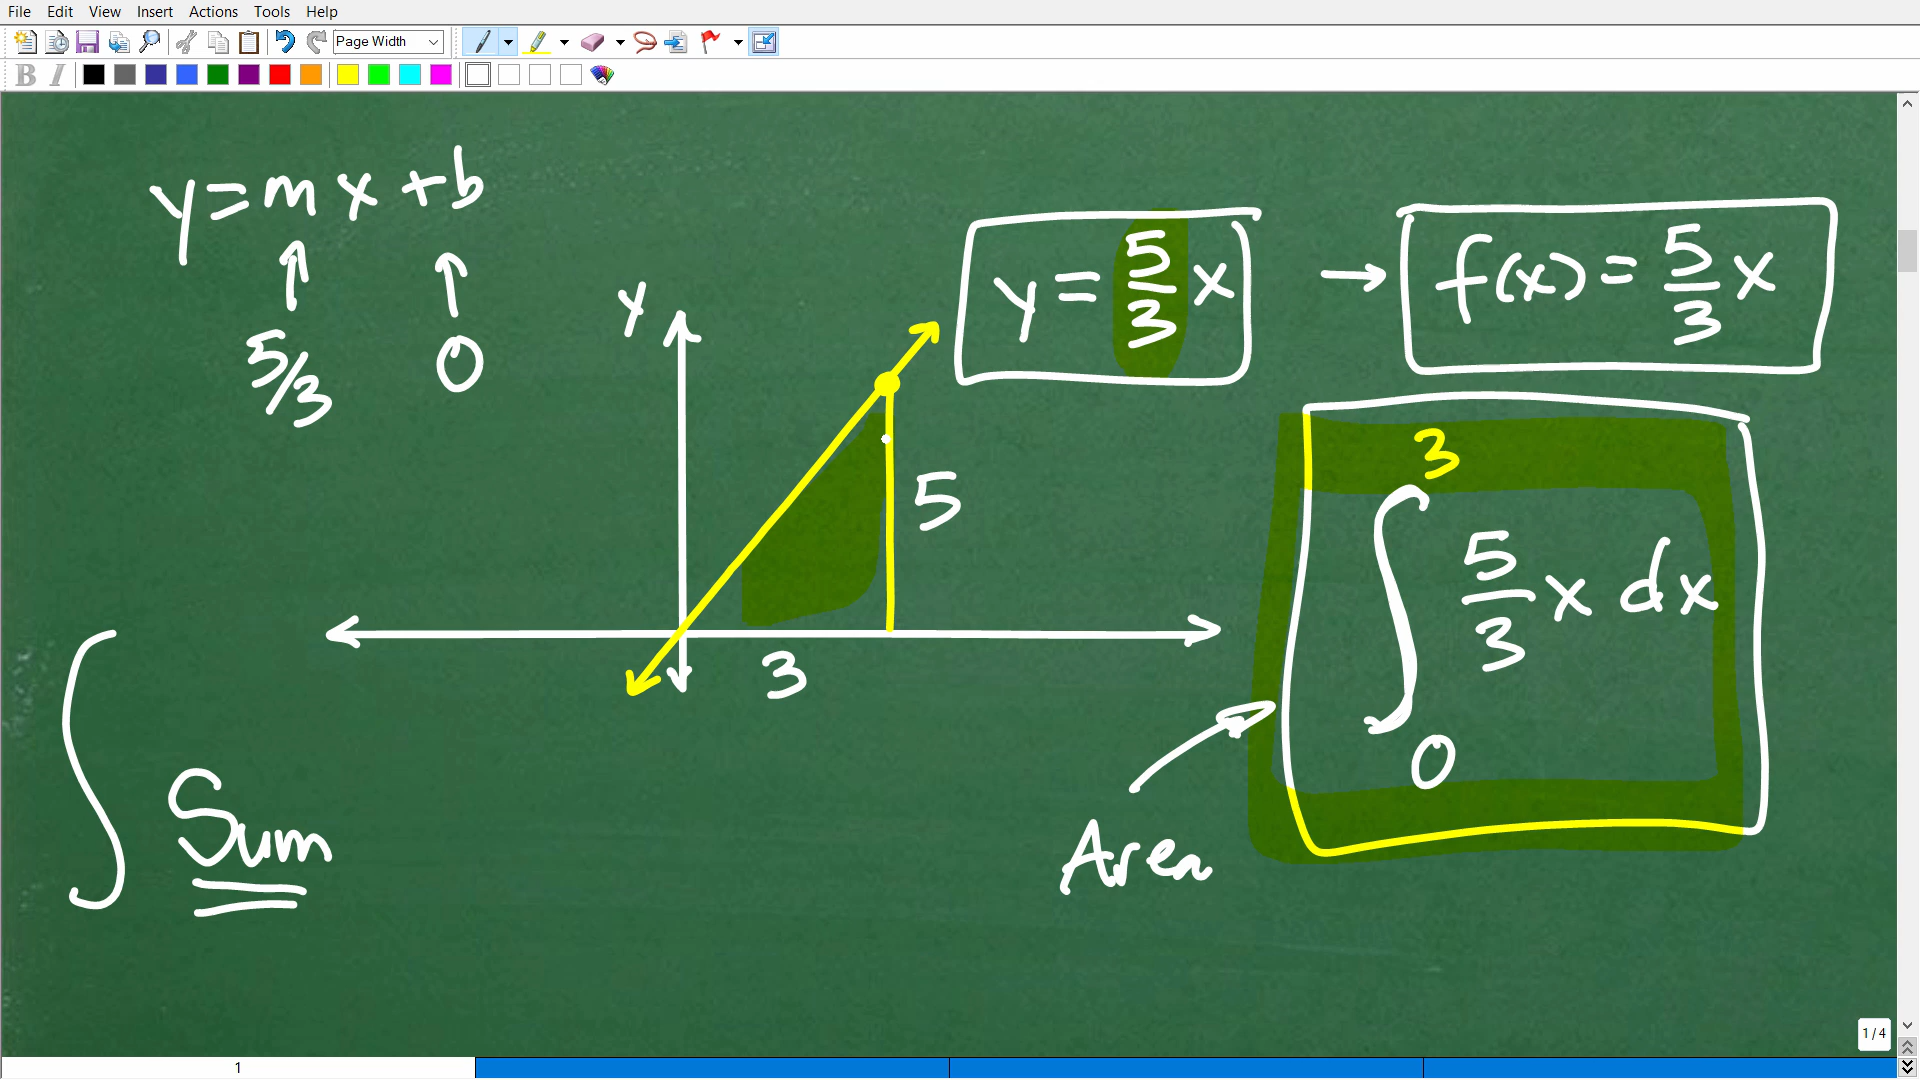 File Edit View Insert Actions Tools Help
Page Width
B I
y = mx + b
5/3 0
y
y = 5/3 x → f(x) = 5/3 x
5
3
∫
Sum
3
∫ 5/3 x dx
0
Area
1 / 4
1